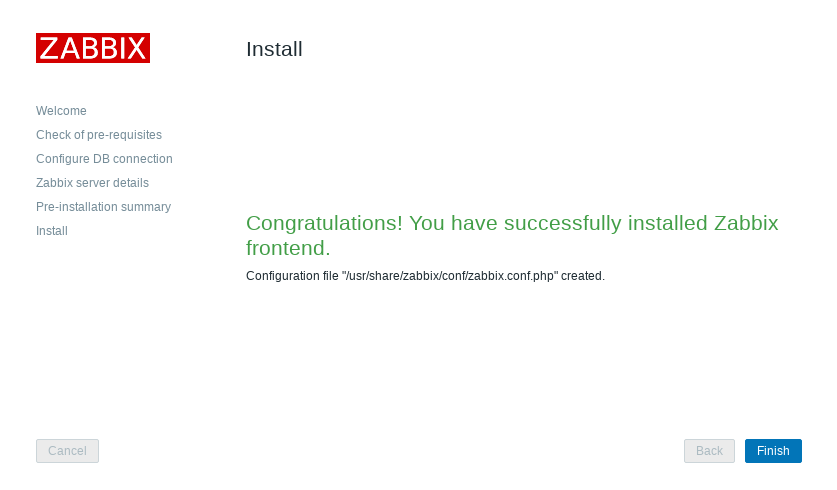 ZABBIX
Install
Welcome
Check of pre-requisites
Configure DB connection
Zabbix server details
Pre-installation summary
Install
Congratulations! You have successfully installed Zabbix
frontend.
Configuration file "/usr/share/zabbix/conf/zabbix.conf.php" created.
Cancel
Back
Finish